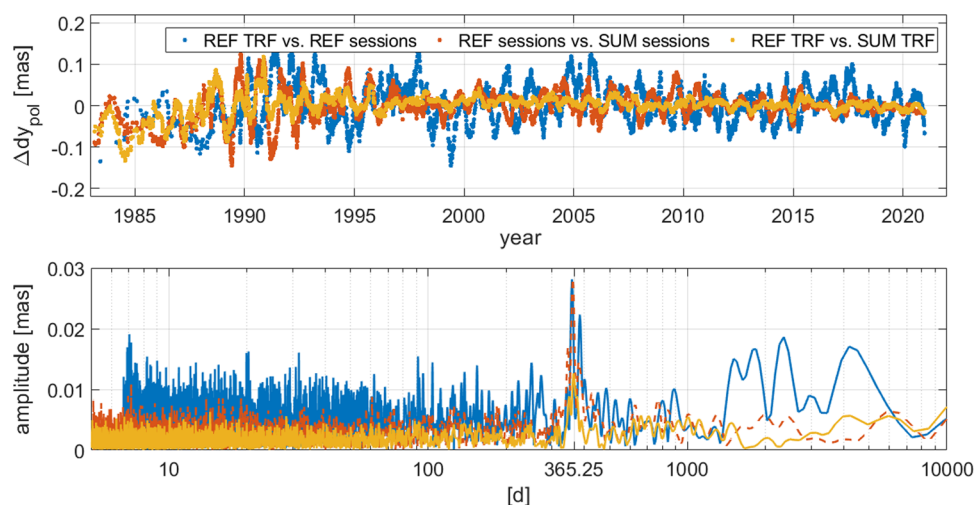 0.2
REF TRF vs. REF sessions REF sessions vs. SUM sessions REF TRF vs. SUM TRF
0.1
0
-0.1
-0.2
Δdy_pol [mas]
1985 1990 1995 2000 2005 2010 2015 2020
year
0.03
0.02
0.01
0
amplitude [mas]
10 100 365.25 1000 10000
[d]